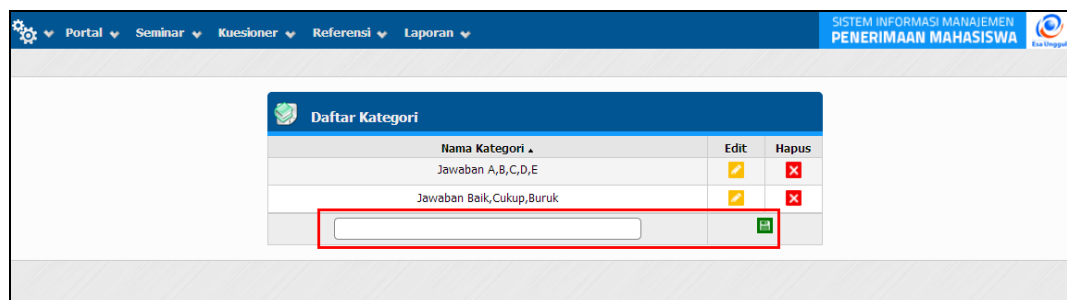 Portal Seminar Kuesioner Referensi Laporan
SISTEM INFORMASI MANAJEMEN
PENERIMAAN MAHASISWA
Esa Unggul
Daftar Kategori
Nama Kategori Edit Hapus
Jawaban A,B,C,D,E
Jawaban Baik,Cukup,Buruk